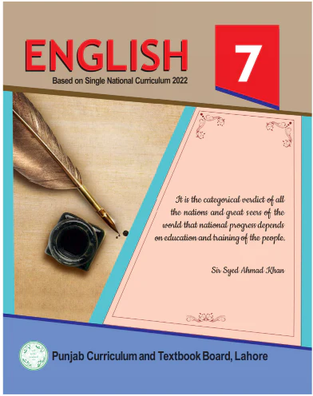 ENGLISH
7
Based on Single National Curriculum 2022
It is the categorical verdict of all
the nations and great seers of the
world that national progress depends
on education and training of the people.
Sir Syed Ahmad Khan
Punjab Curriculum and Textbook Board, Lahore